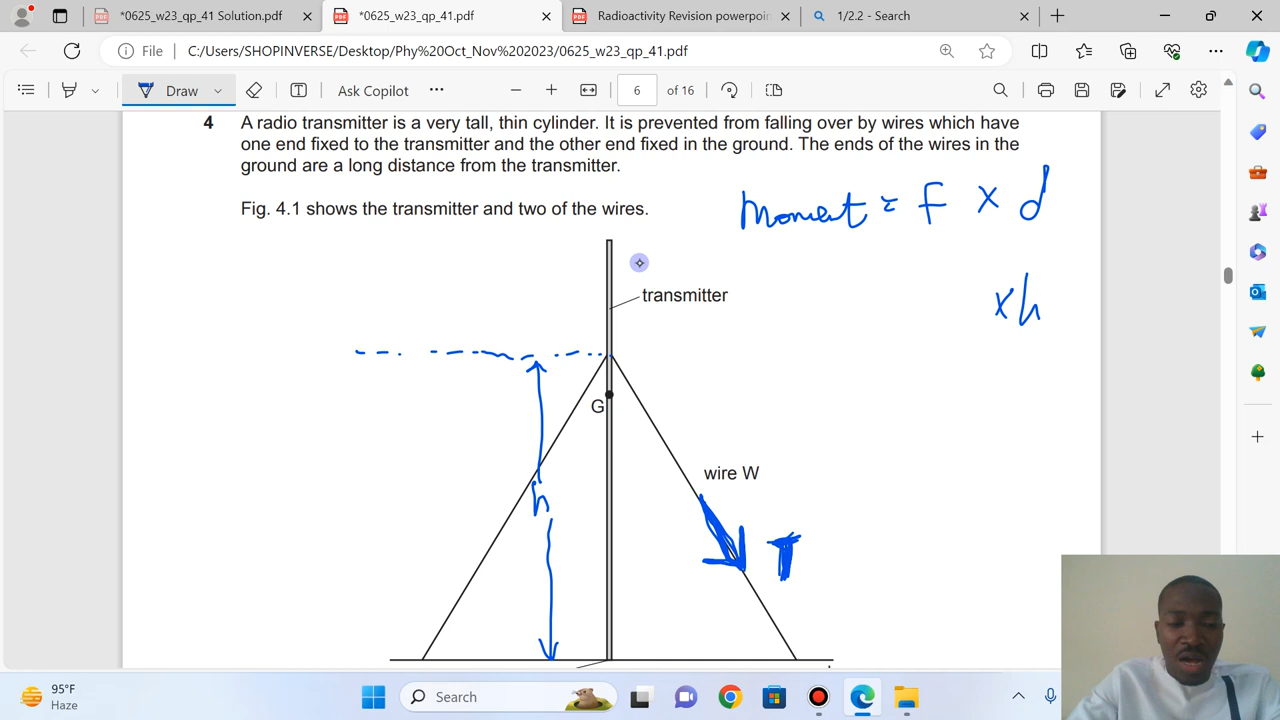 *0625_w23_qp_41 Solution.pdf
*0625_w23_qp_41.pdf
Radioactivity Revision powerpoin
1/2.2 - Search
File
C:/Users/SHOPINVERSE/Desktop/Phy%20Oct_Nov%202023/0625_w23_qp_41.pdf
Draw
Ask Copilot
6
of 16
4 A radio transmitter is a very tall, thin cylinder. It is prevented from falling over by wires which have
one end fixed to the transmitter and the other end fixed in the ground. The ends of the wires in the
ground are a long distance from the transmitter.
Fig. 4.1 shows the transmitter and two of the wires.
Moment = F × d
× h
transmitter
G
wire W
h
T
95°F
Haze
Search